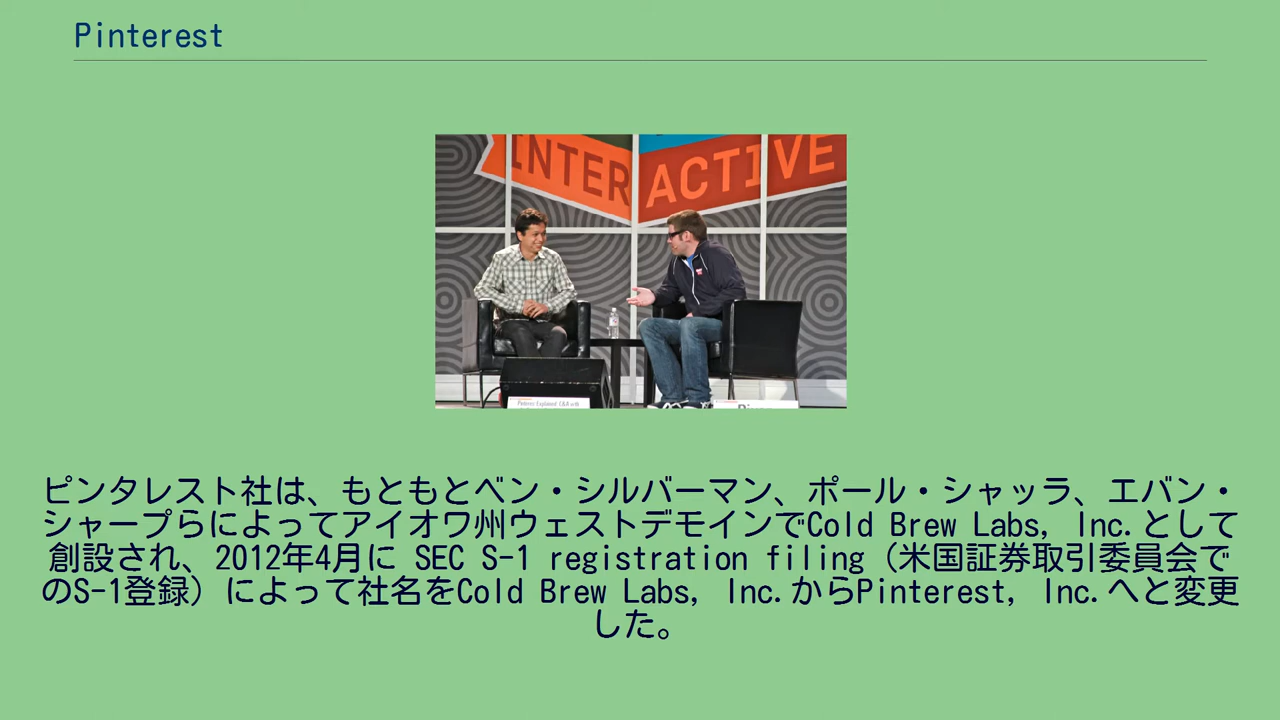 Pinterest
INTER ACTIVE
Pinterest Explained: Q&A with
ピンタレスト社は、もともとベン・シルバーマン、ポール・シャッラ、エバン・
シャープらによってアイオワ州ウェストデモインでCold Brew Labs, Inc.として
創設され、2012年4月に SEC S-1 registration filing（米国証券取引委員会で
のS-1登録）によって社名をCold Brew Labs, Inc.からPinterest, Inc.へと変更
した。